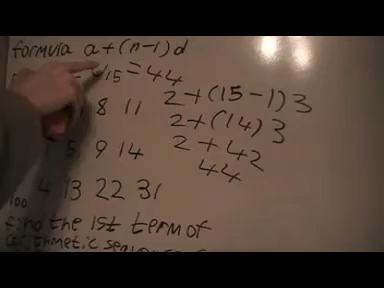 formula a+(n-1)d
15=44
8 11
2+(15-1)3
2+(14)3
2+42
44
5 9 14
4 13 22 31
100
find the 1st term of
arithmetic sequence